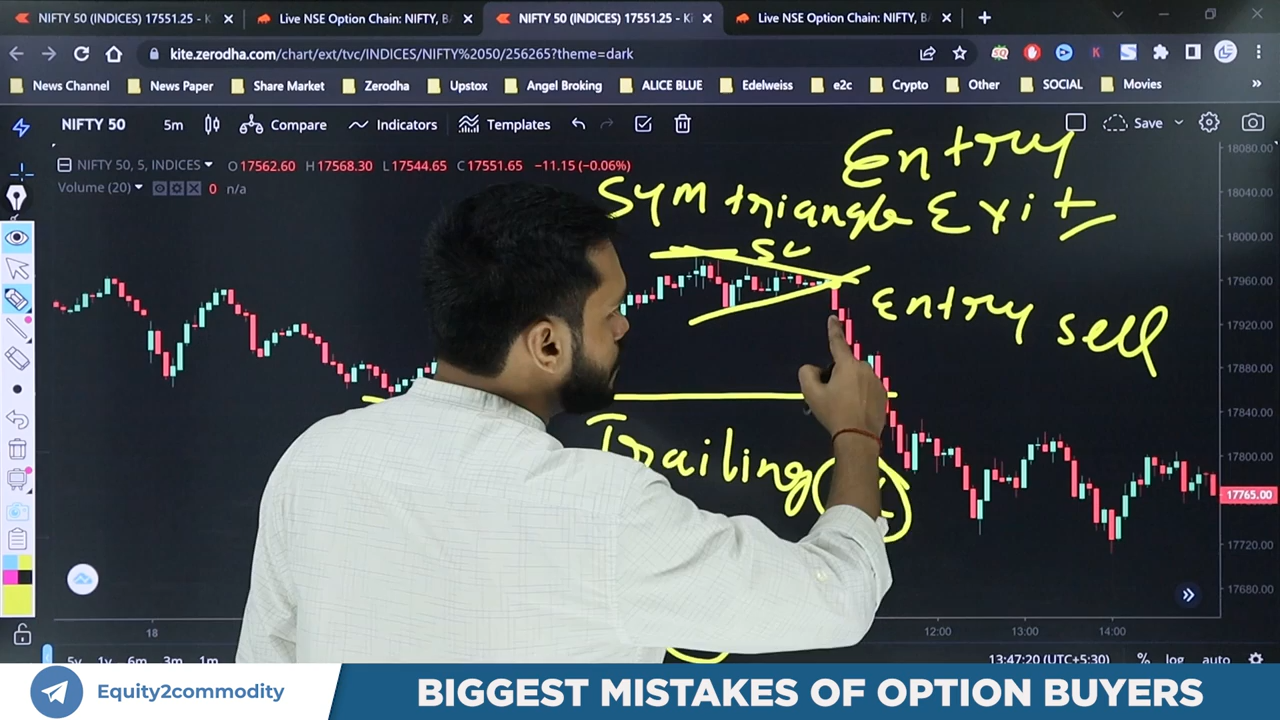 NIFTY 50 (INDICES) 17551.25 - K
Live NSE Option Chain: NIFTY, B
NIFTY 50 (INDICES) 17551.25 - Ki
Live NSE Option Chain: NIFTY, B
kite.zerodha.com/chart/ext/tvc/INDICES/NIFTY%2050/256265?theme=dark
News Channel News Paper Share Market Zerodha Upstox Angel Broking ALICE BLUE Edelweiss e2c Crypto Other SOCIAL Movies
NIFTY 50 5m Compare Indicators Templates Save
NIFTY 50, 5, INDICES O17562.60 H17568.30 L17544.65 C17551.65 −11.15 (−0.06%)
Volume (20) 0 n/a
Entry
Sym triangle Exit
Entry sell
Trailing
18080.00
18040.00
18000.00
17960.00
17920.00
17880.00
17840.00
17800.00
17765.00
17720.00
17680.00
18 12:00 13:00 14:00
5y 1y 6m 3m 1m 13:47:20 (UTC+5:30) % log auto
Equity2commodity
BIGGEST MISTAKES OF OPTION BUYERS